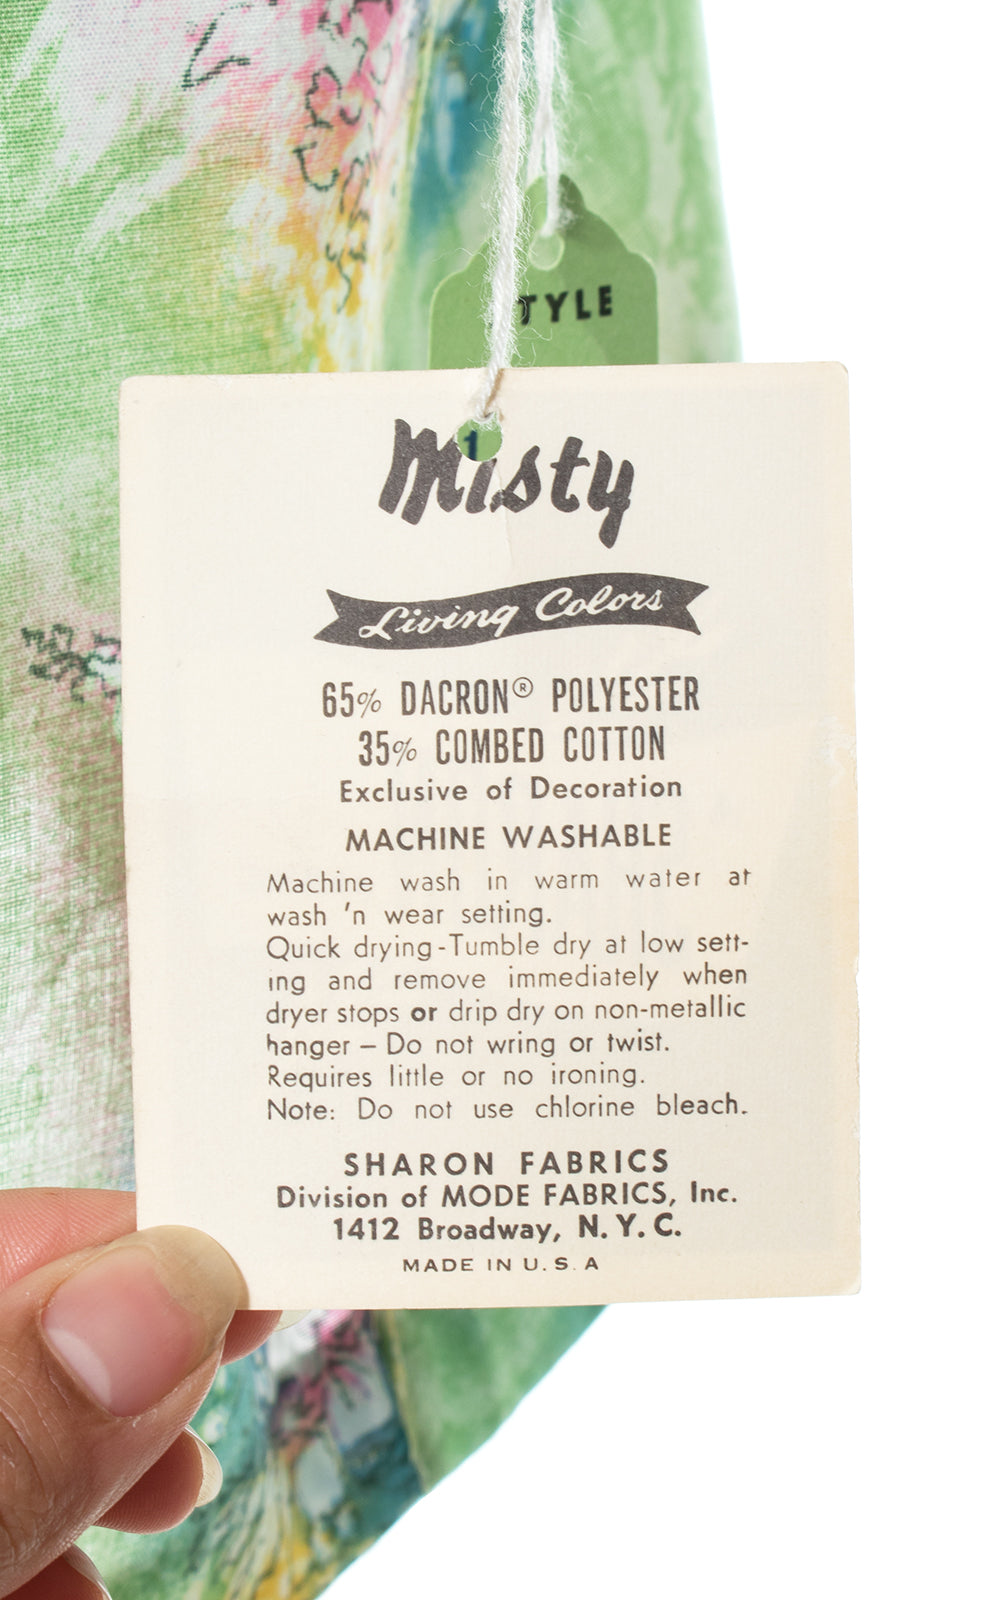 TYLE
1
Misty
Living Colors
65% DACRON® POLYESTER
35% COMBED COTTON
Exclusive of Decoration
MACHINE WASHABLE
Machine wash in warm water at
wash 'n wear setting.
Quick drying-Tumble dry at low sett-
ing and remove immediately when
dryer stops or drip dry on non-metallic
hanger – Do not wring or twist.
Requires little or no ironing.
Note: Do not use chlorine bleach.
SHARON FABRICS
Division of MODE FABRICS, Inc.
1412 Broadway, N.Y.C.
MADE IN U.S.A